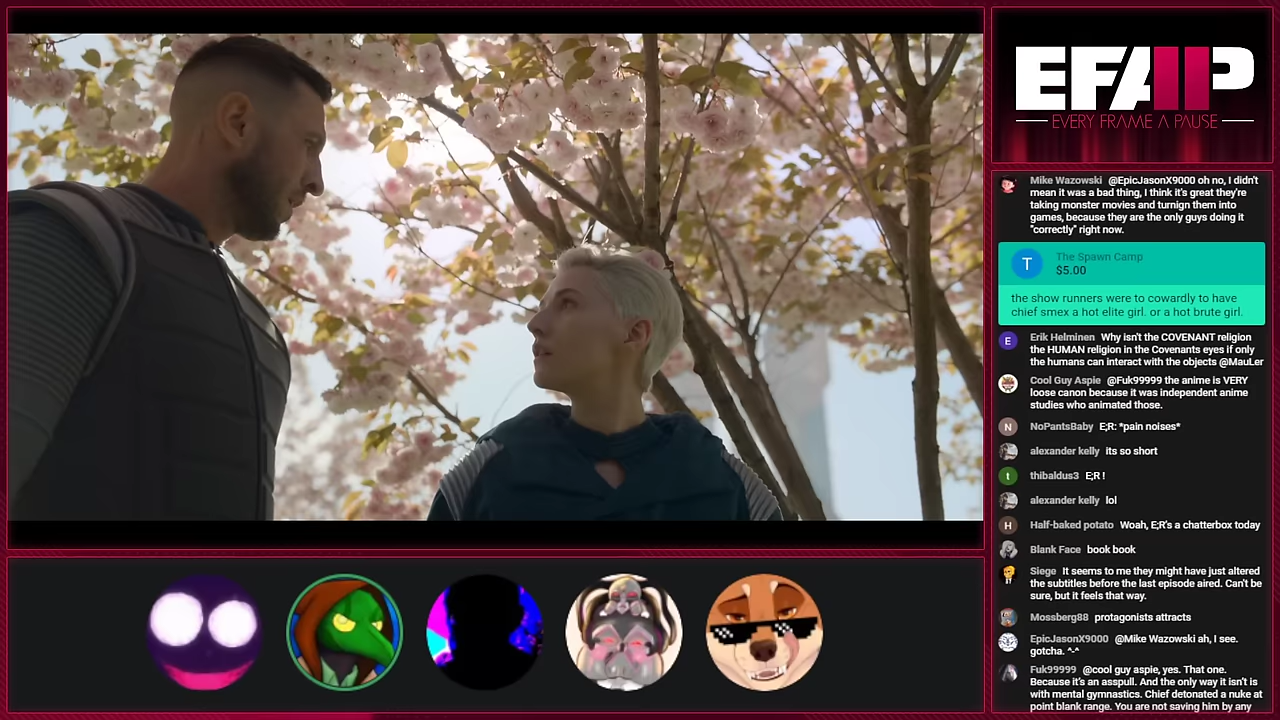 EFAP
EVERY FRAME A PAUSE
Mike Wazowski @EpicJasonX9000 oh no, I didn't
mean it was a bad thing, I think it's great they're
taking monster movies and turnign them into
games, because they are the only guys doing it
"correctly" right now.
T
The Spawn Camp
$5.00
the show runners were to cowardly to have
chief smex a hot elite girl. or a hot brute girl.
E
Erik Helminen Why isn't the COVENANT religion
the HUMAN religion in the Covenants eyes if only
the humans can interact with the objects @MauLer
Cool Guy Aspie @Fuk99999 the anime is VERY
loose canon because it was independent anime
studies who animated those.
N
NoPantsBaby E;R: *pain noises*
alexander kelly its so short
t
thibaldus3 E;R !
alexander kelly lol
H
Half-baked potato Woah, E;R's a chatterbox today
Blank Face book book
Siege It seems to me they might have just altered
the subtitles before the last episode aired. Can't be
sure, but it feels that way.
Mossberg88 protagonists attracts
EpicJasonX9000 @Mike Wazowski ah, I see.
gotcha. ^-^
Fuk99999 @cool guy aspie, yes. That one.
Because it's an asspull. And the only way it isn't is
with mental gymnastics. Chief detonated a nuke at
point blank range. You are not saving him by any